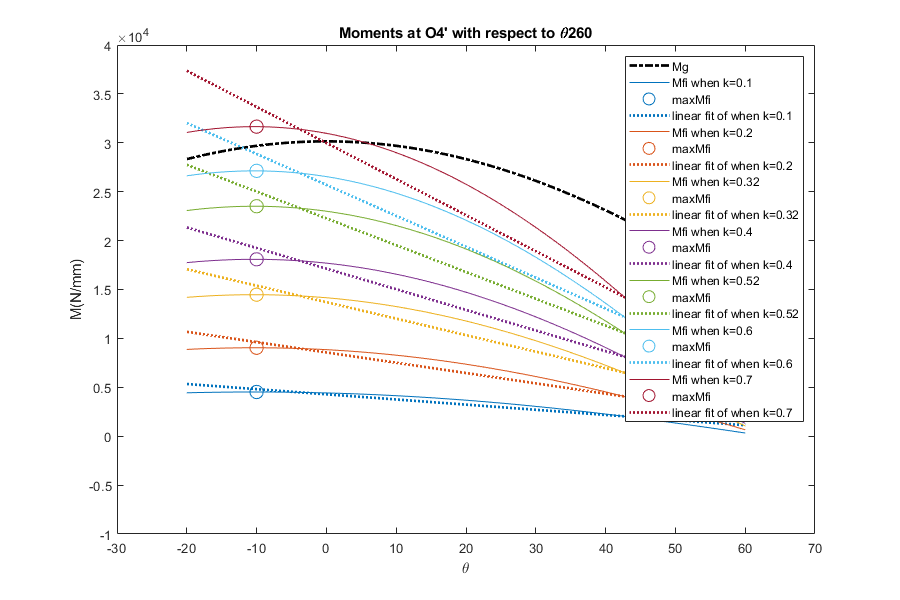 Moments at O4' with respect to θ260
×10⁴
4
3.5
3
2.5
2
1.5
1
0.5
0
-0.5
-1
M(N/mm)
-30 -20 -10 0 10 20 30 40 50 60 70
θ
Mg
Mfi when k=0.1
maxMfi
linear fit of when k=0.1
Mfi when k=0.2
maxMfi
linear fit of when k=0.2
Mfi when k=0.32
maxMfi
linear fit of when k=0.32
Mfi when k=0.4
maxMfi
linear fit of when k=0.4
Mfi when k=0.52
maxMfi
linear fit of when k=0.52
Mfi when k=0.6
maxMfi
linear fit of when k=0.6
Mfi when k=0.7
maxMfi
linear fit of when k=0.7